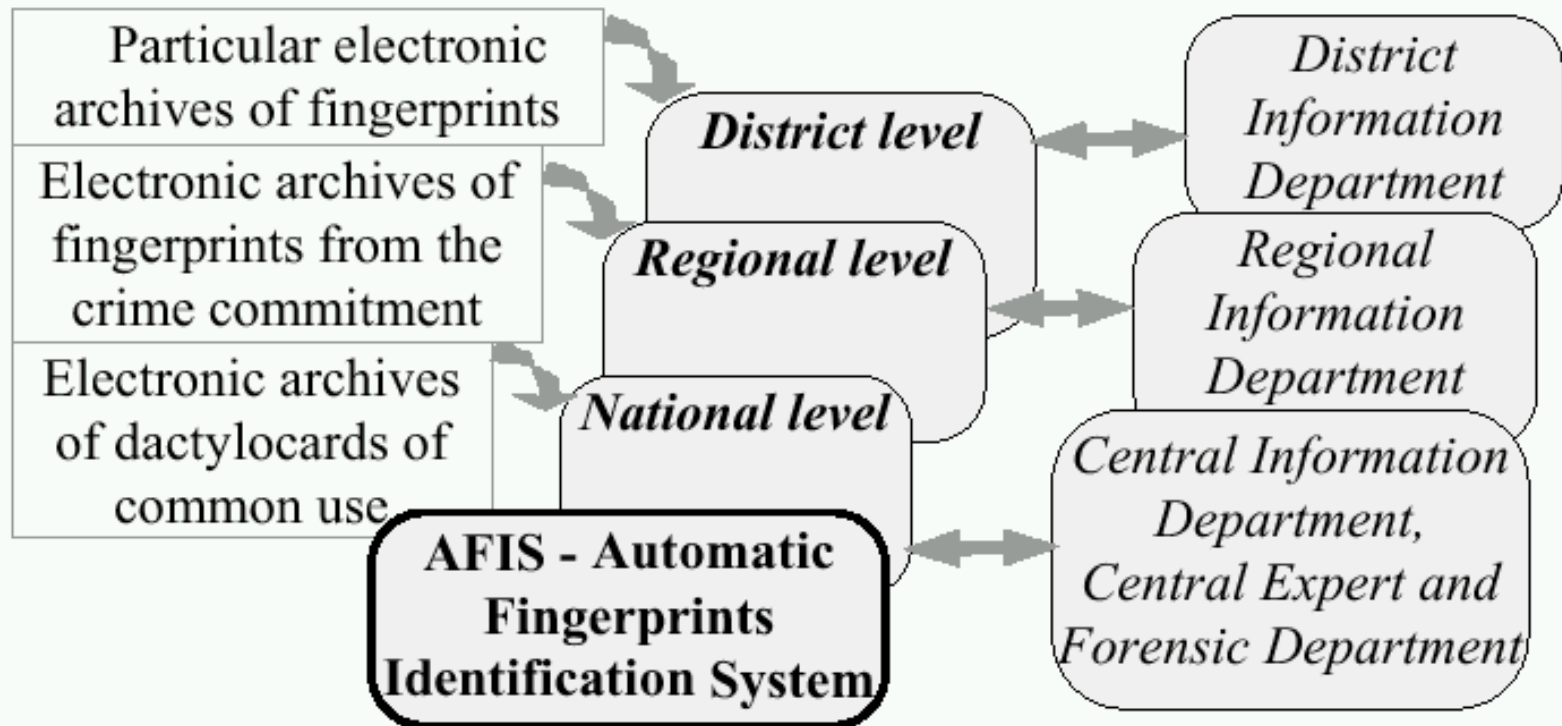 Particular electronic
archives of fingerprints
Electronic archives of
fingerprints from the
crime commitment
Electronic archives
of dactylocards of
common use
District level
Regional level
National level
AFIS - Automatic
Fingerprints
Identification System
District
Information
Department
Regional
Information
Department
Central Information
Department,
Central Expert and
Forensic Department